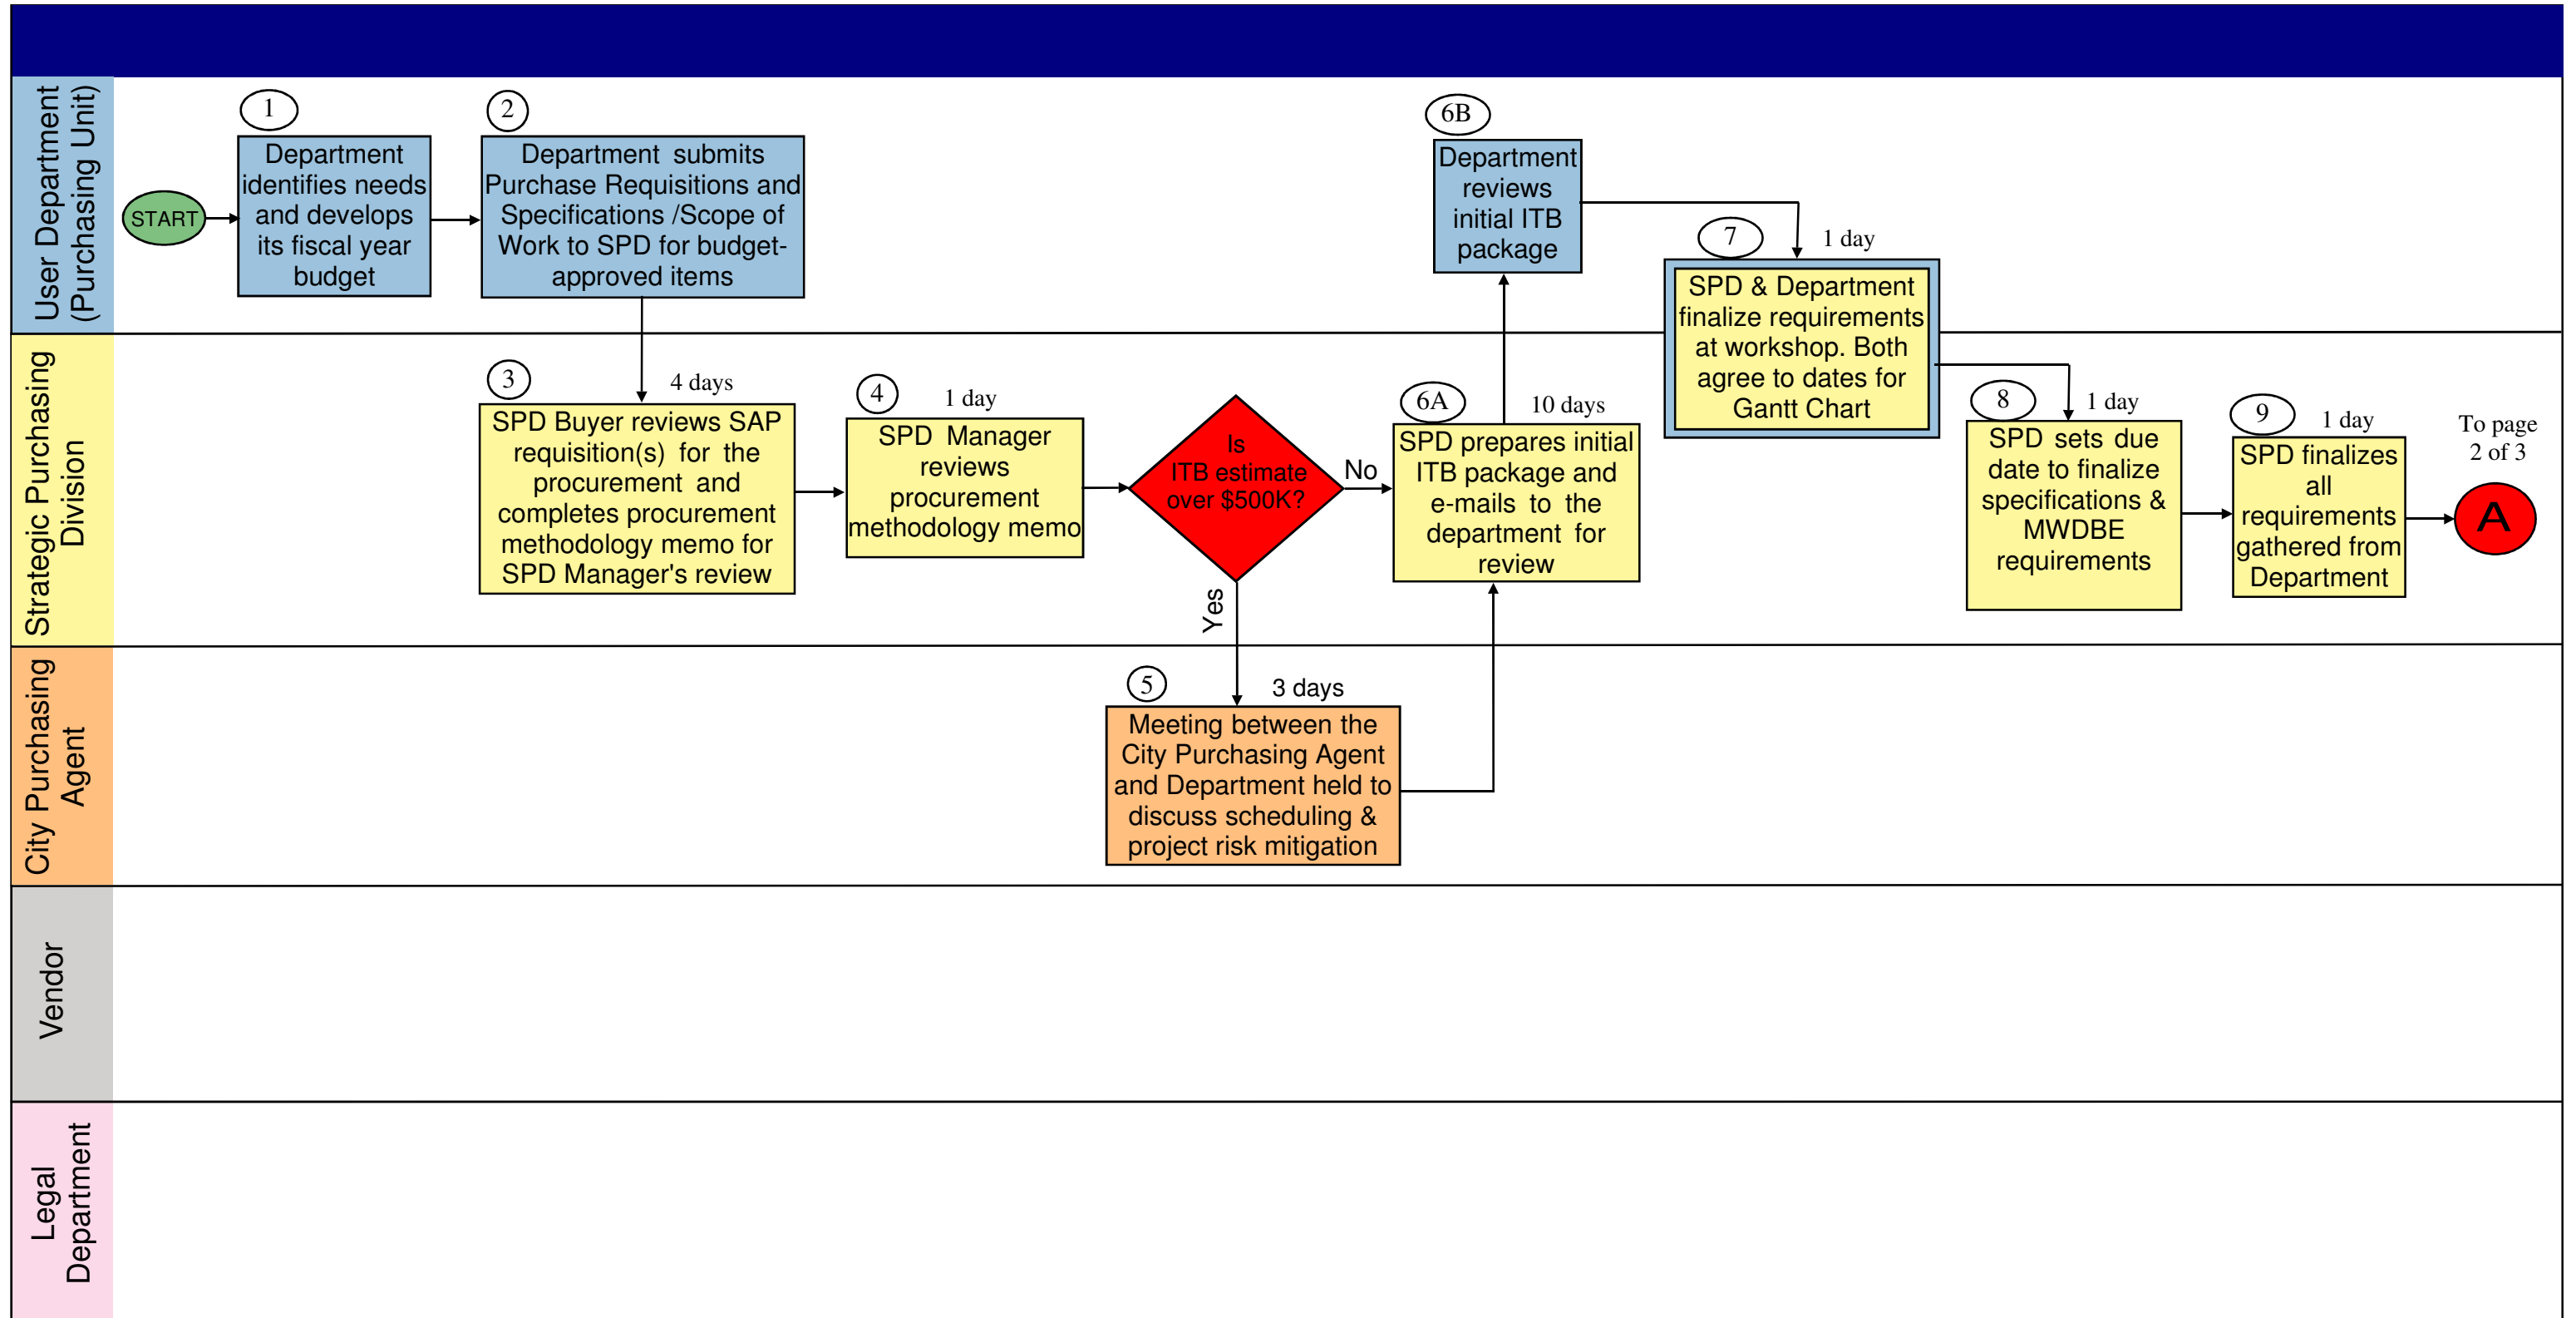 User Department
(Purchasing Unit)
START
1
Department
identifies needs
and develops
its fiscal year
budget
2
Department submits
Purchase Requisitions and
Specifications /Scope of
Work to SPD for budget-
approved items
6B
Department
reviews
initial ITB
package
7
1 day
SPD & Department
finalize requirements
at workshop. Both
agree to dates for
Gantt Chart
Strategic Purchasing
Division
3
4 days
SPD Buyer reviews SAP
requisition(s) for the
procurement and
completes procurement
methodology memo for
SPD Manager's review
4
1 day
SPD Manager
reviews
procurement
methodology memo
Is
ITB estimate
over $500K?
No
Yes
6A
10 days
SPD prepares initial
ITB package and
e-mails to the
department for
review
8
1 day
SPD sets due
date to finalize
specifications &
MWDBE
requirements
9
1 day
SPD finalizes
all
requirements
gathered from
Department
To page
2 of 3
A
City Purchasing
Agent
5
3 days
Meeting between the
City Purchasing Agent
and Department held to
discuss scheduling &
project risk mitigation
Vendor
Legal
Department